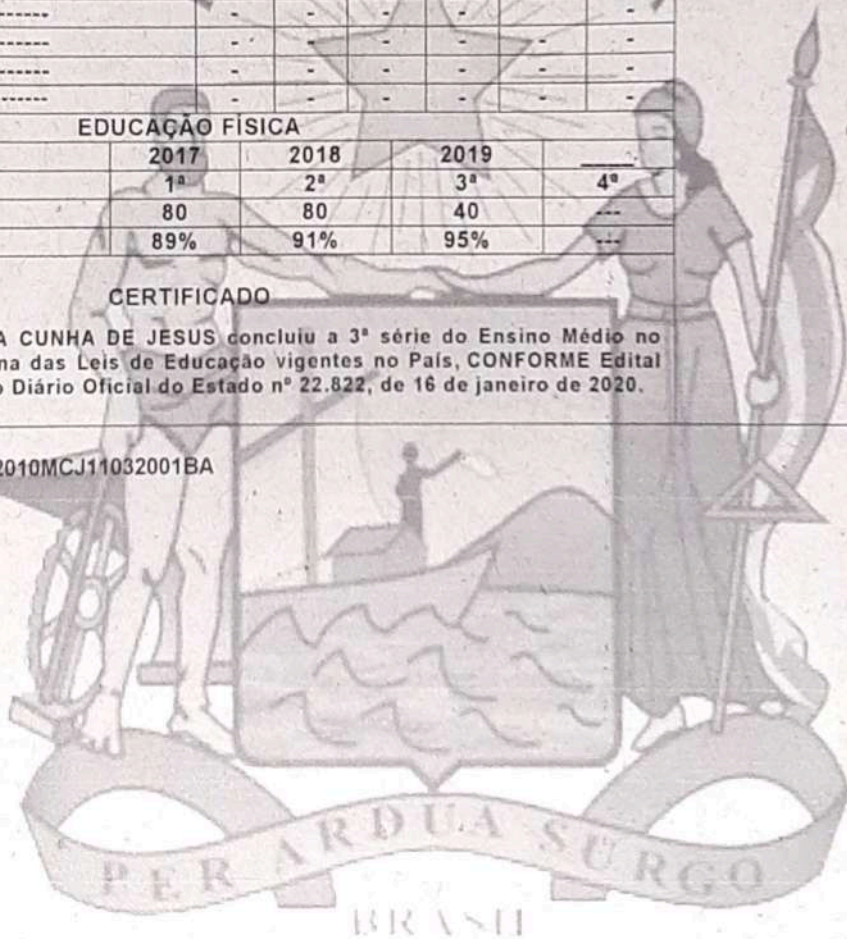 ------ - - - - - -
------ - - - - - -
------ - - - - - -
------ - - - - - -
EDUCAÇÃO FÍSICA
2017 2018 2019 ____
1ª 2ª 3ª 4ª
80 80 40 ---
89% 91% 95% ---
CERTIFICADO
A CUNHA DE JESUS concluiu a 3ª série do Ensino Médio no
das Leis de Educação vigentes no País, CONFORME Edital
Diário Oficial do Estado nº 22.822, de 16 de janeiro de 2020.
2010MCJ11032001BA
PER ARDUA SURGO
BRASIL